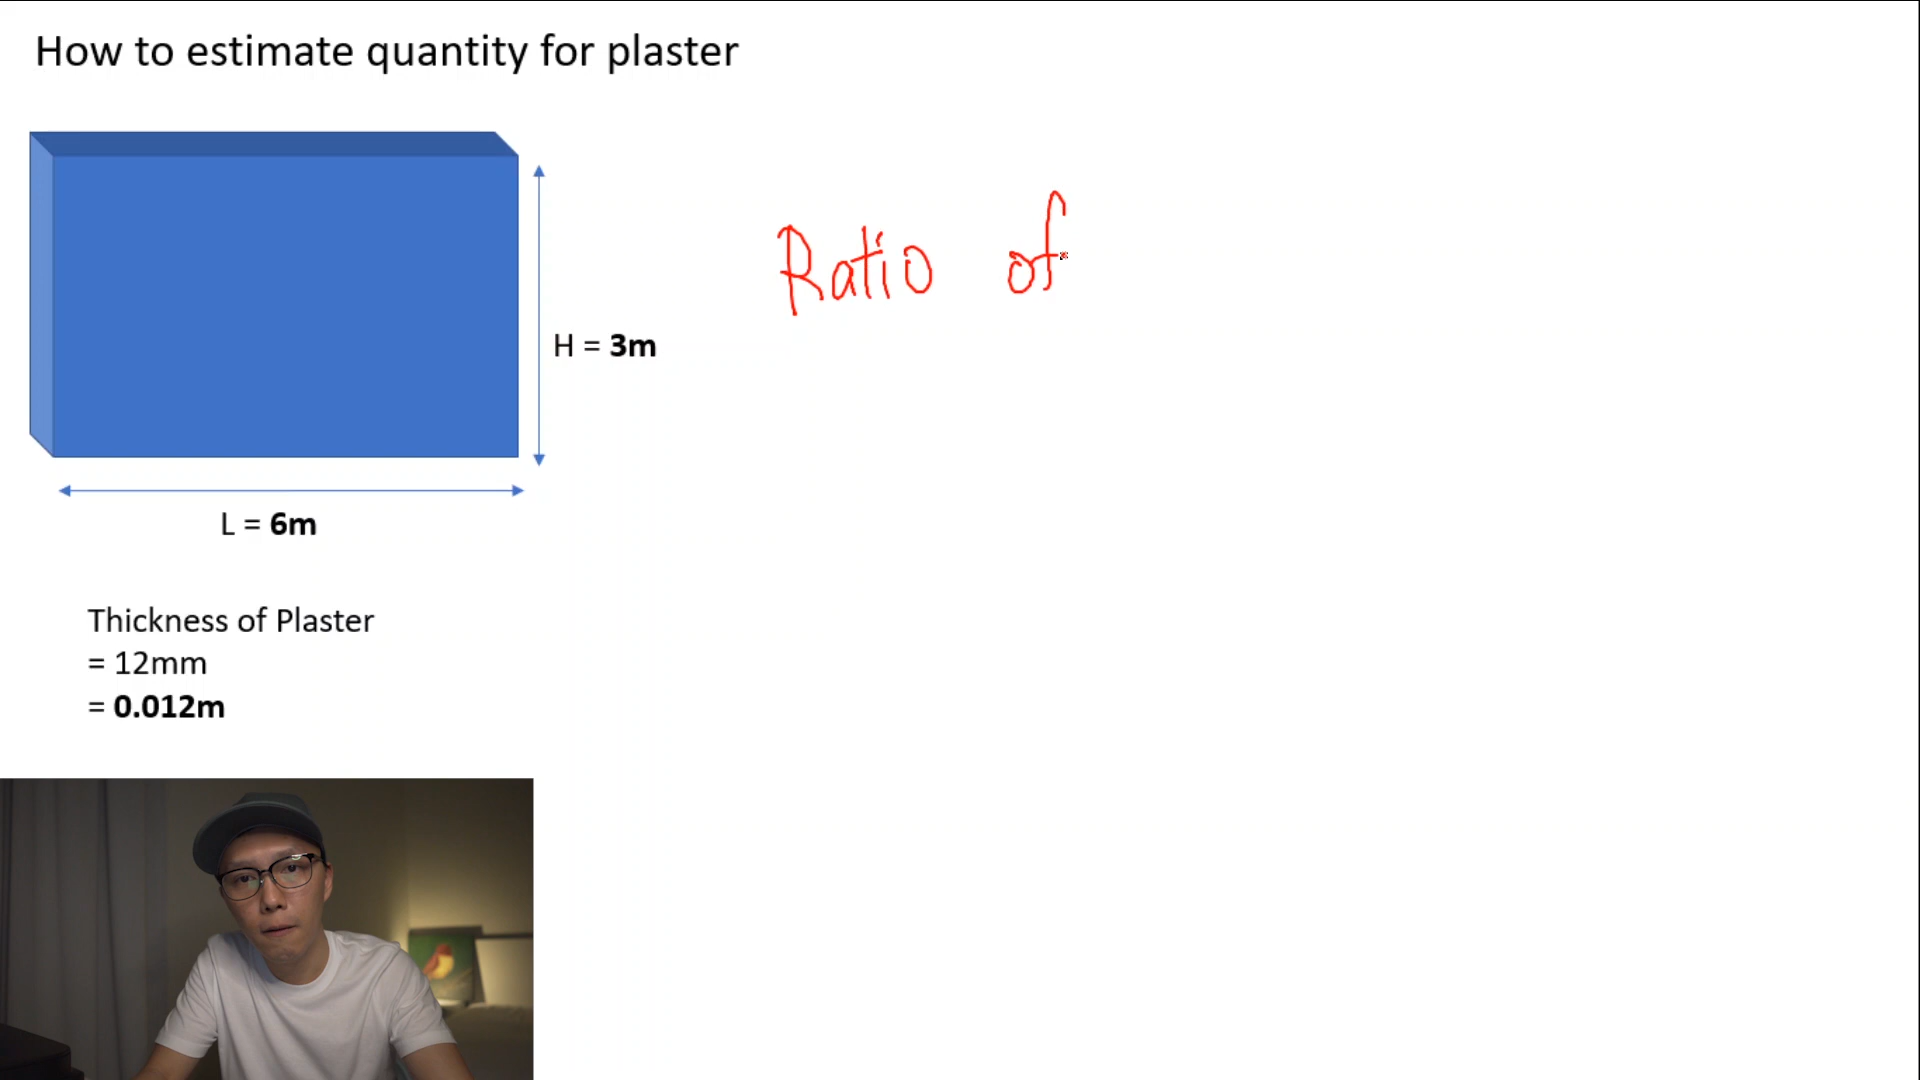 How to estimate quantity for plaster
Ratio of
H = 3m
L = 6m
Thickness of Plaster
= 12mm
= 0.012m